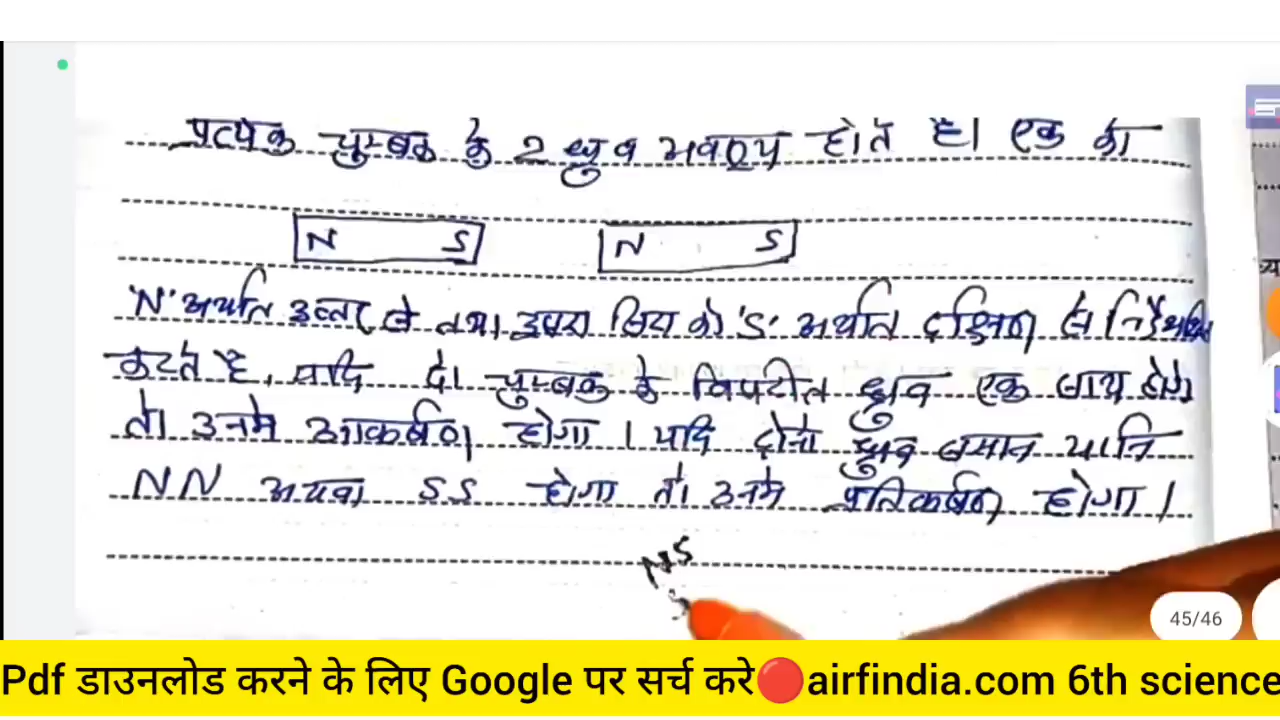 प्रत्येक चुम्बक के 2 ध्रुव अवश्य होते है। एक को
N S N S
'N' अर्थात उत्तर से तथा दुसरा सिरा को 'S' अर्थात दक्षिण से निर्देशित
करते है, यदि दो चुम्बक के विपरीत ध्रुव एक साथ होंगे
तो उनमे आकर्षण होगा । यदि दोनो ध्रुव समान यानि
NN अथवा SS होगा तो उनमे प्रतिकर्षण होगा ।
NS
S
45/46
Pdf डाउनलोड करने के लिए Google पर सर्च करे🔴airfindia.com 6th science